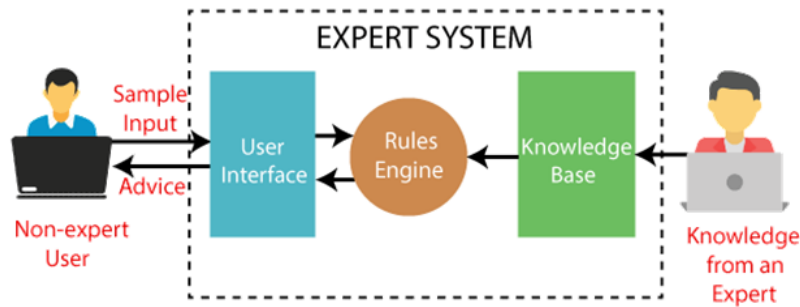 EXPERT SYSTEM
Sample
Input
Advice
Non-expert
User
User
Interface
Rules
Engine
Knowledge
Base
Knowledge
from an
Expert